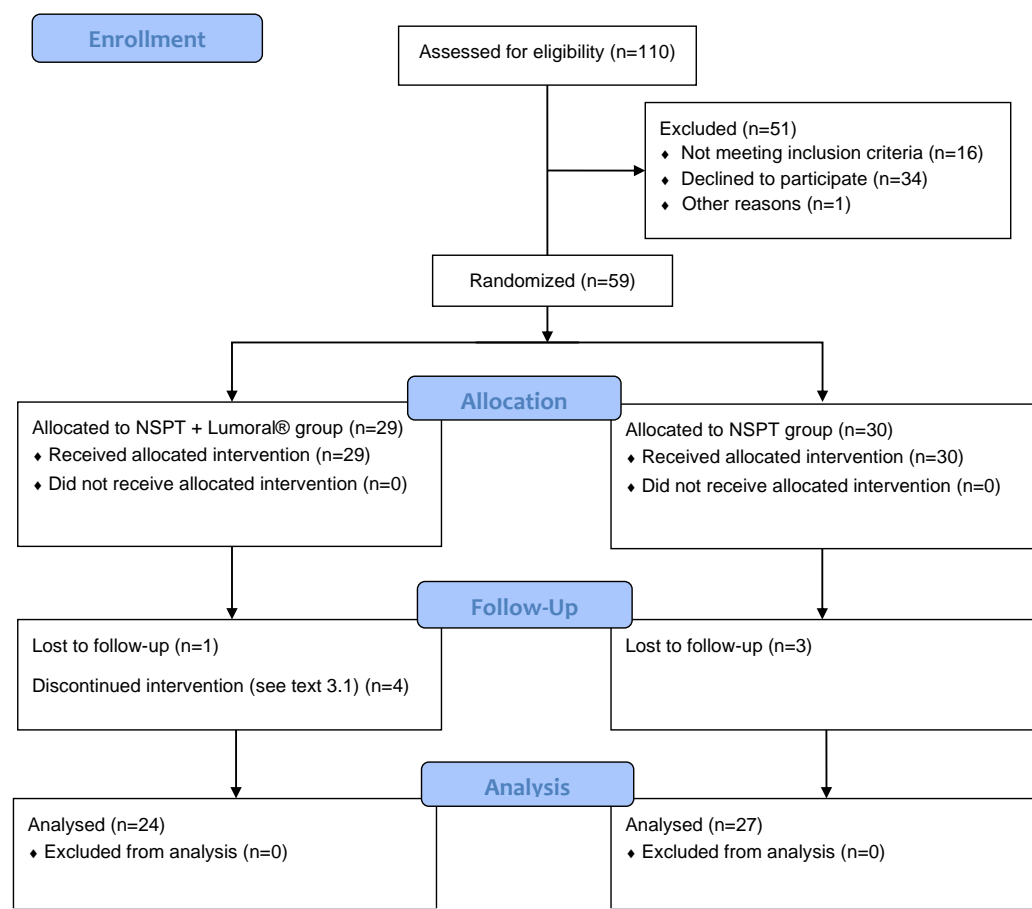 Enrollment
Assessed for eligibility (n=110)
Excluded (n=51)
♦ Not meeting inclusion criteria (n=16)
♦ Declined to participate (n=34)
♦ Other reasons (n=1)
Randomized (n=59)
Allocation
Allocated to NSPT + Lumoral® group (n=29)
♦ Received allocated intervention (n=29)
♦ Did not receive allocated intervention (n=0)
Allocated to NSPT group (n=30)
♦ Received allocated intervention (n=30)
♦ Did not receive allocated intervention (n=0)
Follow-Up
Lost to follow-up (n=1)
Discontinued intervention (see text 3.1) (n=4)
Lost to follow-up (n=3)
Analysis
Analysed (n=24)
♦ Excluded from analysis (n=0)
Analysed (n=27)
♦ Excluded from analysis (n=0)